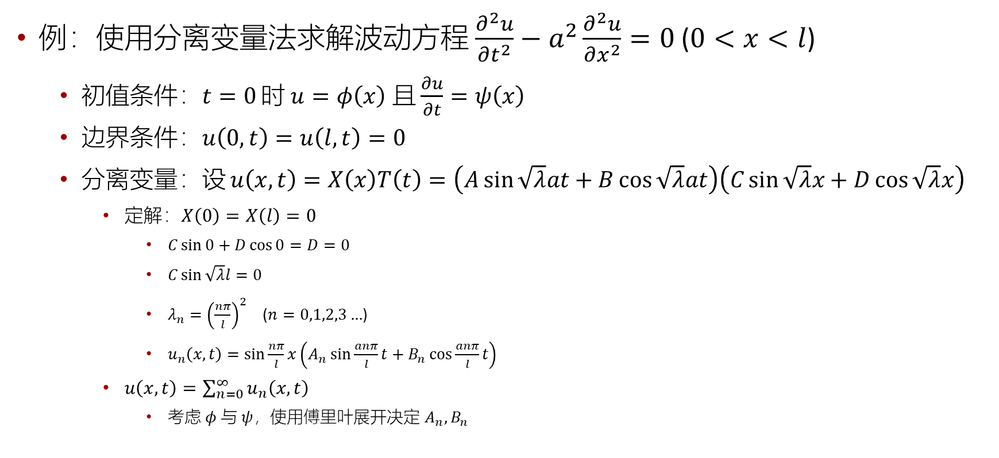 • 例：使用分离变量法求解波动方程 $\frac{\partial^2 u}{\partial t^2} - a^2 \frac{\partial^2 u}{\partial x^2} = 0\ (0 < x < l)$
• 初值条件：$t = 0$ 时 $u = \phi(x)$ 且 $\frac{\partial u}{\partial t} = \psi(x)$
• 边界条件：$u(0, t) = u(l, t) = 0$
• 分离变量：设 $u(x, t) = X(x)T(t) = (A \sin \sqrt{\lambda}at + B \cos \sqrt{\lambda}at)(C \sin \sqrt{\lambda}x + D \cos \sqrt{\lambda}x)$
• 定解：$X(0) = X(l) = 0$
• $C \sin 0 + D \cos 0 = D = 0$
• $C \sin \sqrt{\lambda}l = 0$
• $\lambda_n = \left(\frac{n\pi}{l}\right)^2 \quad (n = 0,1,2,3 \ldots)$
• $u_n(x, t) = \sin \frac{n\pi}{l} x \left(A_n \sin \frac{an\pi}{l} t + B_n \cos \frac{an\pi}{l} t\right)$
• $u(x, t) = \sum_{n=0}^{\infty} u_n(x, t)$
• 考虑 $\phi$ 与 $\psi$，使用傅里叶展开决定 $A_n, B_n$